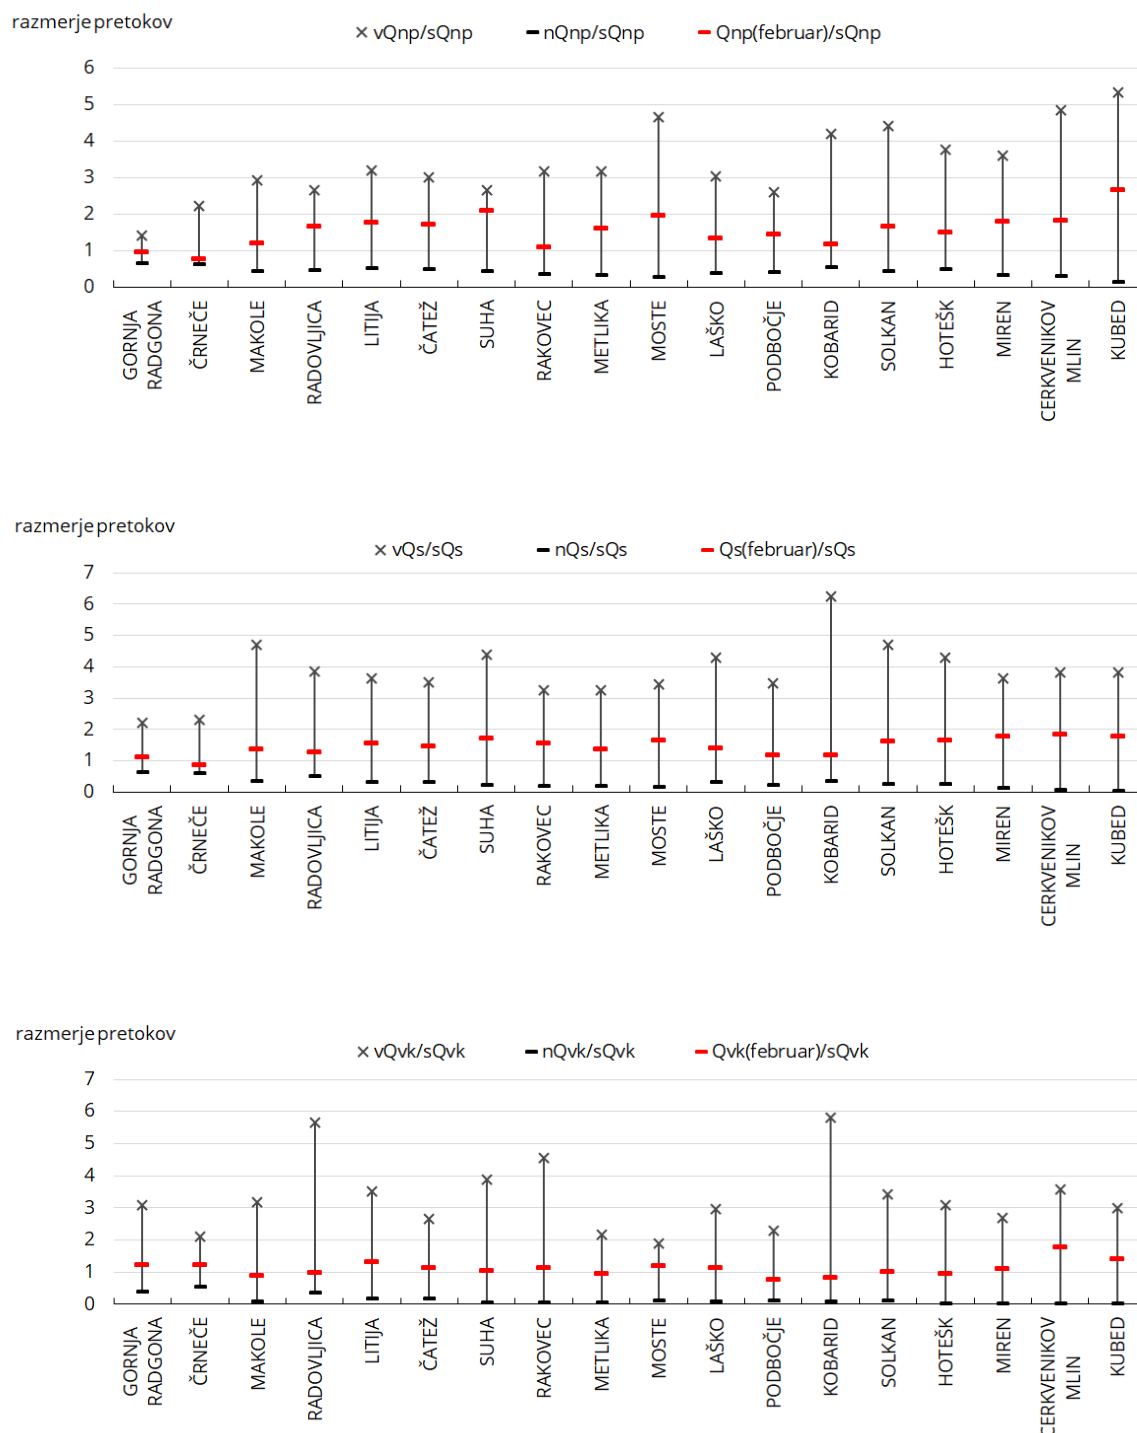 razmerje pretokov
vQnp/sQnp nQnp/sQnp Qnp(februar)/sQnp
6
5
4
3
2
1
0
GORNJA RADGONA
ČRNEČE
MAKOLE
RADOVLJICA
LITIJA
ČATEŽ
SUHA
RAKOVEC
METLIKA
MOSTE
LAŠKO
PODBOČJE
KOBARID
SOLKAN
HOTEŠK
MIREN
CERKVENIKOV MLIN
KUBED
razmerje pretokov
vQs/sQs nQs/sQs Qs(februar)/sQs
7
6
5
4
3
2
1
0
GORNJA RADGONA
ČRNEČE
MAKOLE
RADOVLJICA
LITIJA
ČATEŽ
SUHA
RAKOVEC
METLIKA
MOSTE
LAŠKO
PODBOČJE
KOBARID
SOLKAN
HOTEŠK
MIREN
CERKVENIKOV MLIN
KUBED
razmerje pretokov
vQvk/sQvk nQvk/sQvk Qvk(februar)/sQvk
7
6
5
4
3
2
1
0
GORNJA RADGONA
ČRNEČE
MAKOLE
RADOVLJICA
LITIJA
ČATEŽ
SUHA
RAKOVEC
METLIKA
MOSTE
LAŠKO
PODBOČJE
KOBARID
SOLKAN
HOTEŠK
MIREN
CERKVENIKOV MLIN
KUBED